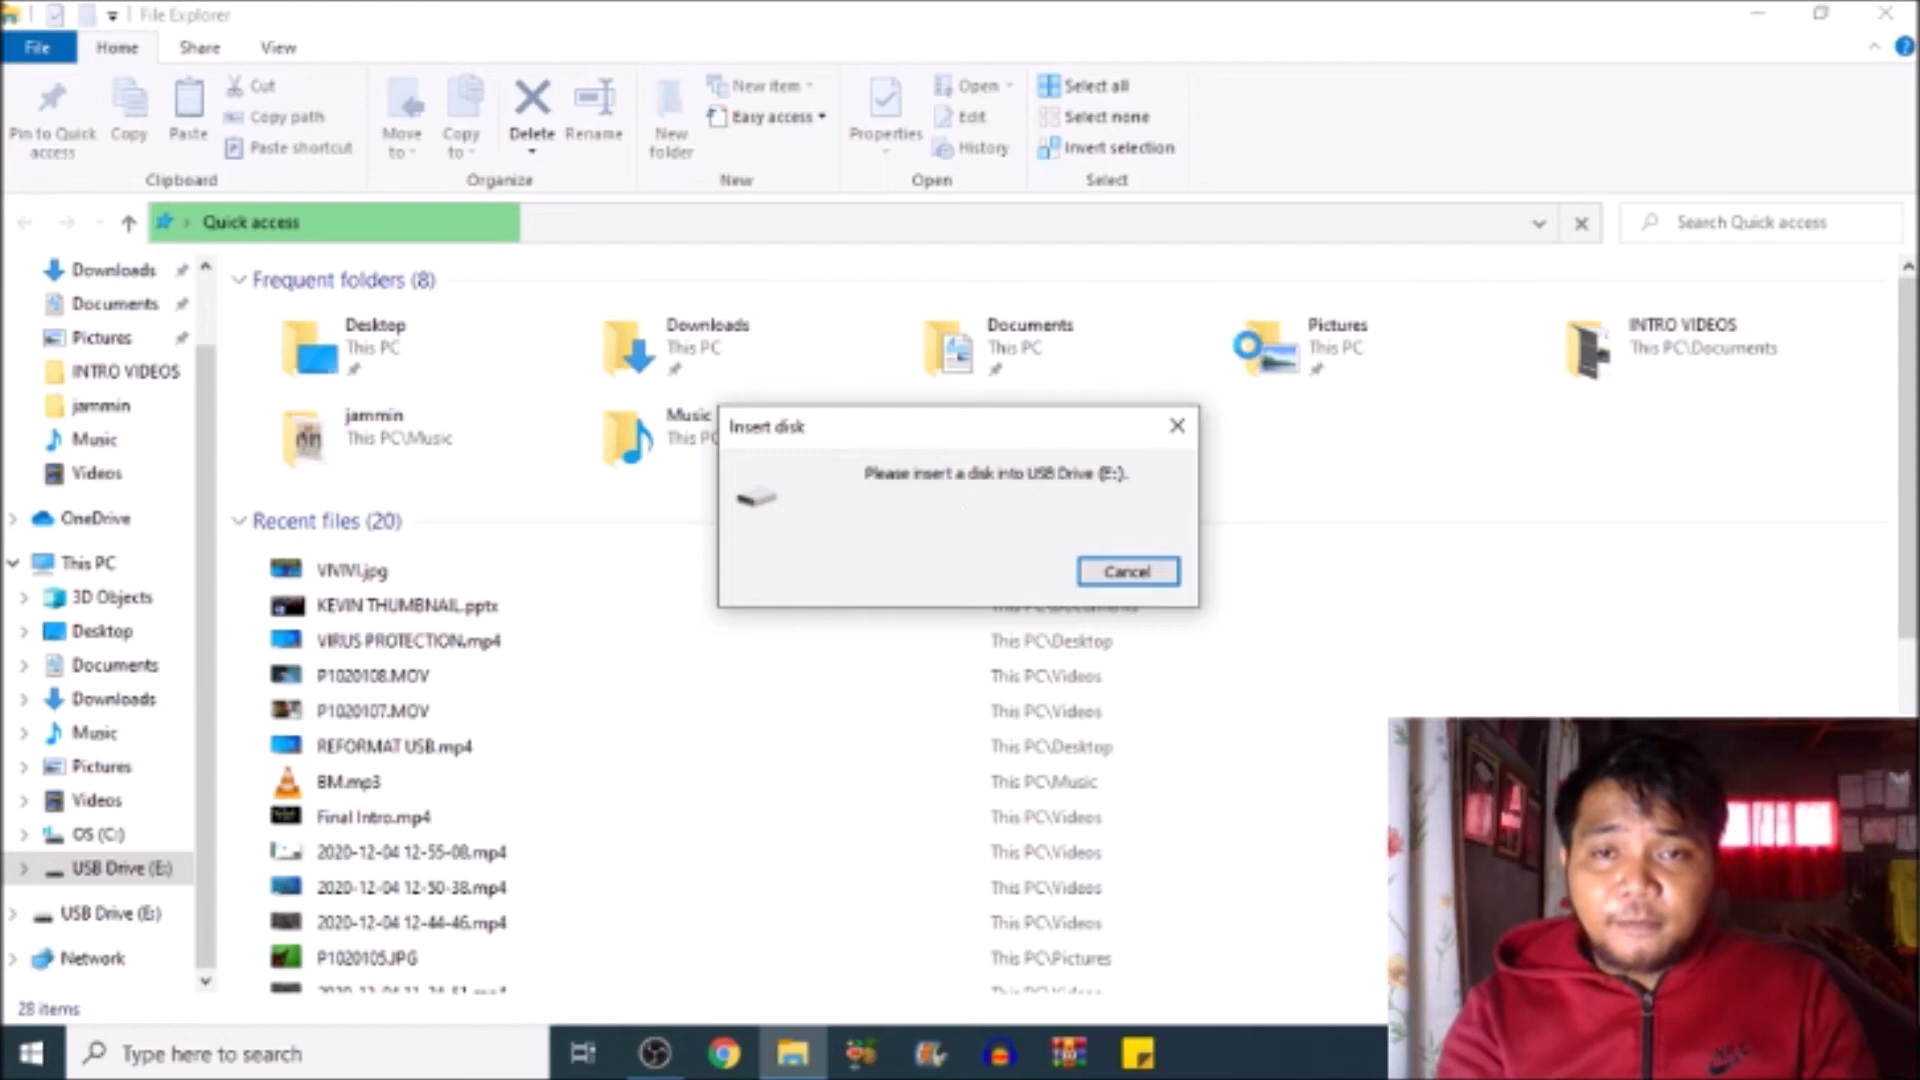 File Explorer
File Home Share View
Pin to Quick access
Copy
Paste
Cut
Copy path
Paste shortcut
Clipboard
Move to
Copy to
Delete
Rename
Organize
New folder
New item
Easy access
New
Properties
Open
Edit
History
Open
Select all
Select none
Invert selection
Select
Quick access
Search Quick access
Downloads
Documents
Pictures
INTRO VIDEOS
jammin
Music
Videos
OneDrive
This PC
3D Objects
Desktop
Documents
Downloads
Music
Pictures
Videos
OS (C:)
USB Drive (E:)
USB Drive (E:)
Network
28 items
Frequent folders (8)
Desktop
This PC
Downloads
This PC
Documents
This PC
Pictures
This PC
INTRO VIDEOS
This PC\Documents
jammin
This PC\Music
Music
This PC
Insert disk
Please insert a disk into USB Drive (E:).
Cancel
Recent files (20)
VIVIVI.jpg
KEVIN THUMBNAIL.pptx This PC\Documents
VIRUS PROTECTION.mp4 This PC\Desktop
P1020108.MOV This PC\Videos
P1020107.MOV This PC\Videos
REFORMAT USB.mp4 This PC\Desktop
BM.mp3 This PC\Music
Final Intro.mp4 This PC\Videos
2020-12-04 12-55-08.mp4 This PC\Videos
2020-12-04 12-50-38.mp4 This PC\Videos
2020-12-04 12-44-46.mp4 This PC\Videos
P1020105.JPG This PC\Pictures
Type here to search